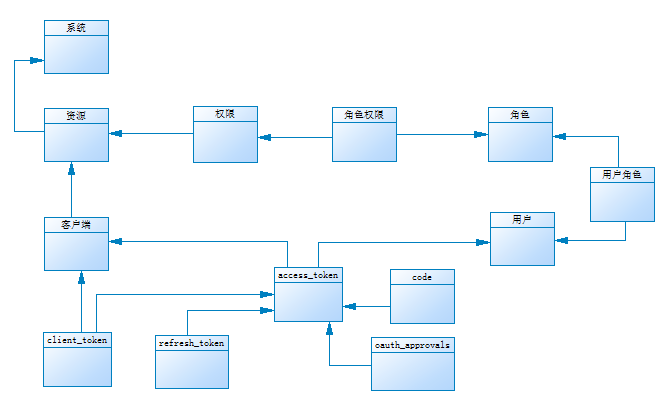 系统
资源
权限
角色权限
角色
用户角色
客户端
用户
access_token
code
client_token
refresh_token
oauth_approvals